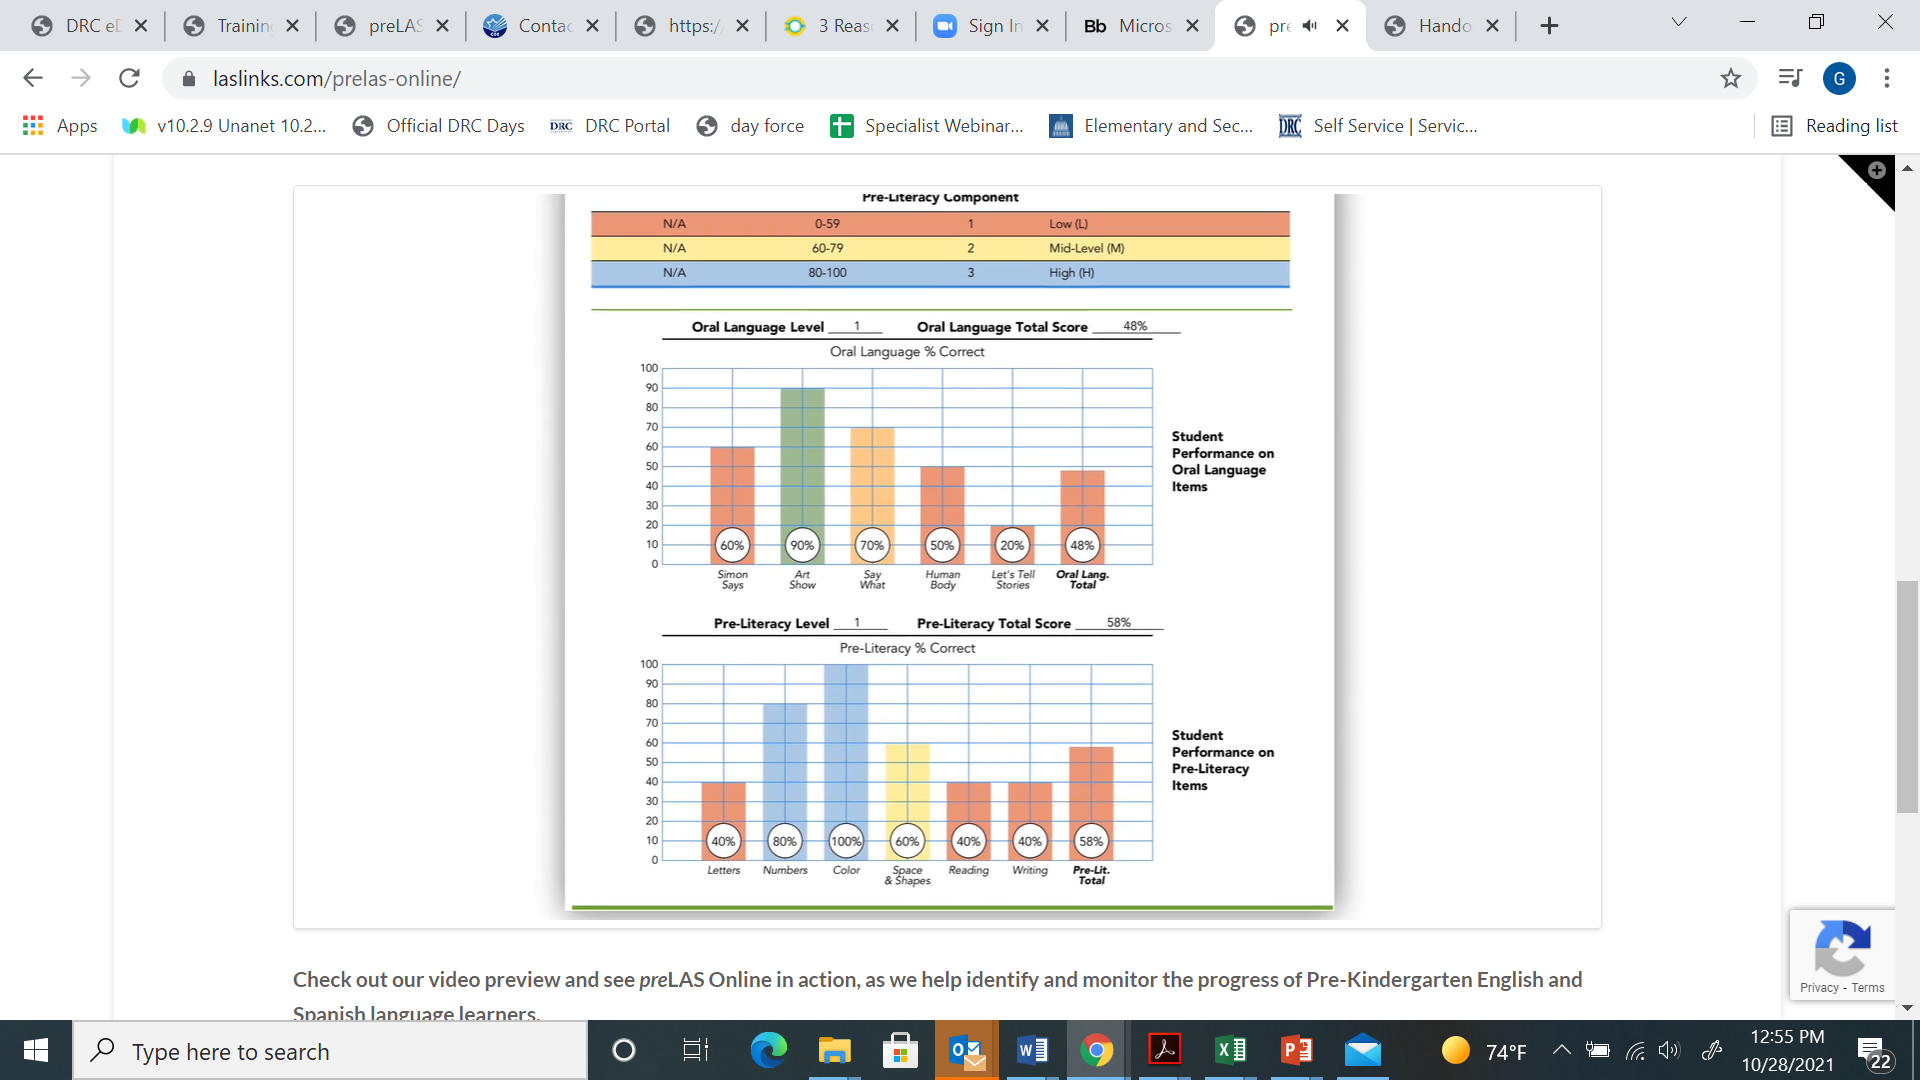 DRC eD
Training
preLAS
Contac
https:/
3 Reas
Sign In
Bb Micros
pre
Hando
laslinks.com/prelas-online/
G
Apps v10.2.9 Unanet 10.2... Official DRC Days DRC DRC Portal day force Specialist Webinar... Elementary and Sec... DRC Self Service | Servic... Reading list
Pre-Literacy Component
N/A 0-59 1 Low (L)
N/A 60-79 2 Mid-Level (M)
N/A 80-100 3 High (H)
Oral Language Level 1 Oral Language Total Score 48%
Oral Language % Correct
100
90
80
70
60
50
40
30
20
10
0
60% 90% 70% 50% 20% 48%
Simon Says
Art Show
Say What
Human Body
Let's Tell Stories
Oral Lang. Total
Student
Performance on
Oral Language
Items
Pre-Literacy Level 1 Pre-Literacy Total Score 58%
Pre-Literacy % Correct
100
90
80
70
60
50
40
30
20
10
0
40% 80% 100% 60% 40% 40% 58%
Letters
Numbers
Color
Space & Shapes
Reading
Writing
Pre-Lit. Total
Student
Performance on
Pre-Literacy
Items
Check out our video preview and see preLAS Online in action, as we help identify and monitor the progress of Pre-Kindergarten English and
Spanish language learners.
Privacy - Terms
Type here to search
74°F
12:55 PM
10/28/2021
22